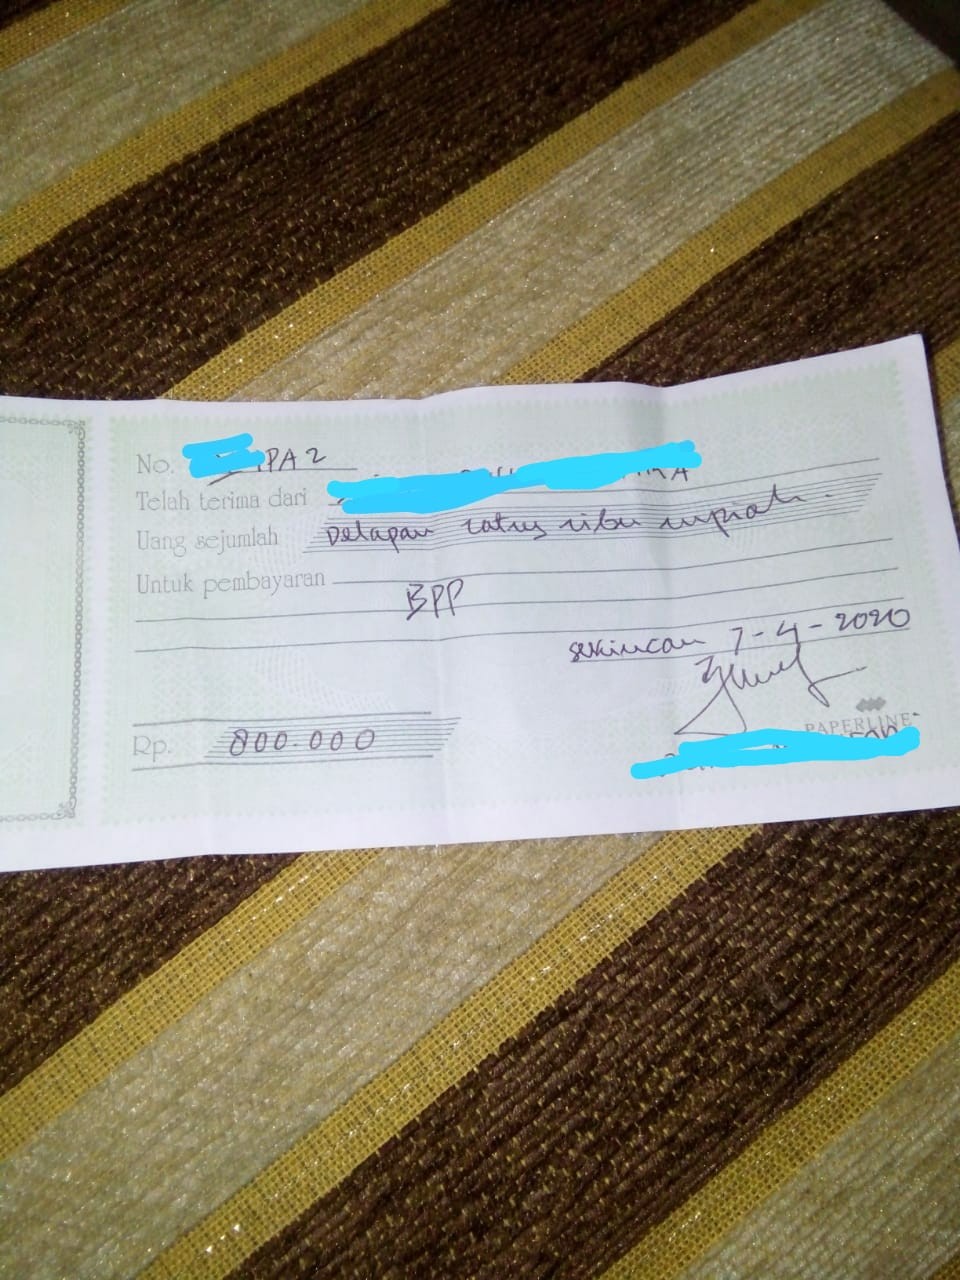 No. IPA 2
Telah terima dari
Uang sejumlah Delapan ratus ribu rupiah.
Untuk pembayaran
BPP
7-4-2020
Rp. 800.000
PAPERLINE